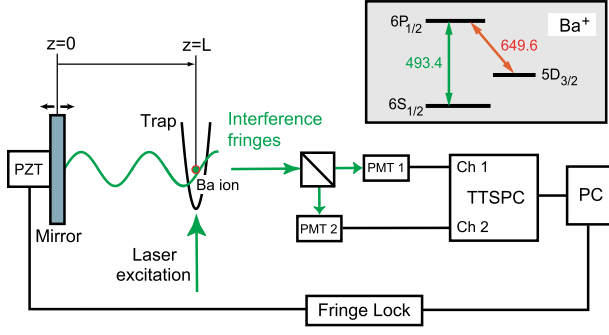 z=0
z=L
Trap
Interference
fringes
PZT
Ba ion
Mirror
Laser
excitation
PMT 1
PMT 2
Ch 1
TTSPC
Ch 2
PC
Fringe Lock
Ba+
6P1/2
649.6
493.4
5D3/2
6S1/2